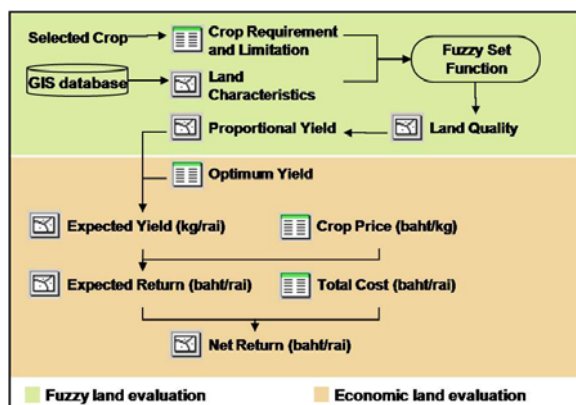 Selected Crop
Crop Requirement
and Limitation
Fuzzy Set
Function
GIS database
Land
Characteristics
Proportional Yield
Land Quality
Optimum Yield
Expected Yield (kg/rai)
Crop Price (baht/kg)
Expected Return (baht/rai)
Total Cost (baht/rai)
Net Return (baht/rai)
Fuzzy land evaluation
Economic land evaluation